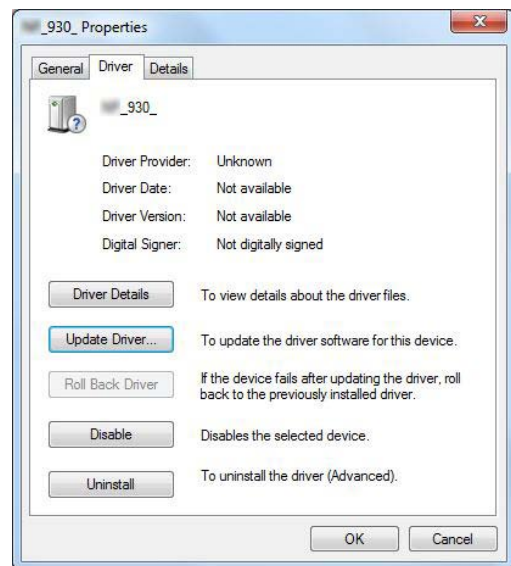 _930_ Properties
General Driver Details
_930_
Driver Provider: Unknown
Driver Date: Not available
Driver Version: Not available
Digital Signer: Not digitally signed
Driver Details To view details about the driver files.
Update Driver... To update the driver software for this device.
Roll Back Driver If the device fails after updating the driver, roll
back to the previously installed driver.
Disable Disables the selected device.
Uninstall To uninstall the driver (Advanced).
OK Cancel